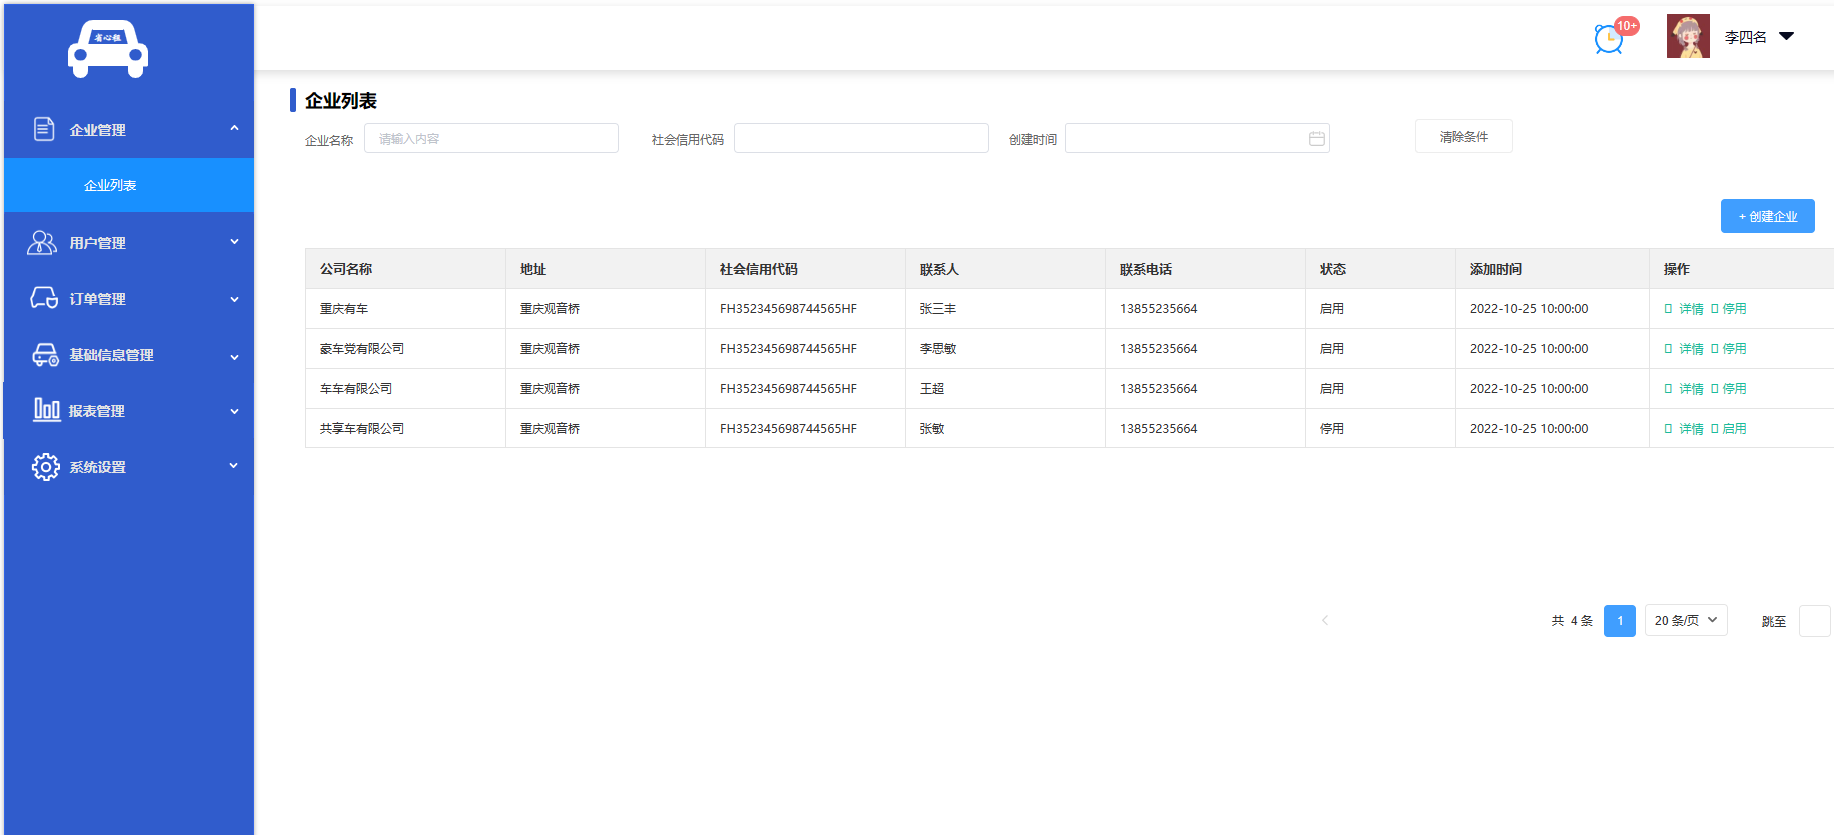 省心租
10+
李四名
企业管理
企业列表
用户管理
订单管理
基础信息管理
报表管理
系统设置
企业列表
企业名称 请输入内容 社会信用代码 创建时间 清除条件
+ 创建企业
公司名称 地址 社会信用代码 联系人 联系电话 状态 添加时间 操作
重庆有车 重庆观音桥 FH352345698744565HF 张三丰 13855235664 启用 2022-10-25 10:00:00 详情 停用
豪车党有限公司 重庆观音桥 FH352345698744565HF 李思敏 13855235664 启用 2022-10-25 10:00:00 详情 停用
车车有限公司 重庆观音桥 FH352345698744565HF 王超 13855235664 启用 2022-10-25 10:00:00 详情 停用
共享车有限公司 重庆观音桥 FH352345698744565HF 张敏 13855235664 停用 2022-10-25 10:00:00 详情 启用
共 4 条 1 20 条/页 跳至